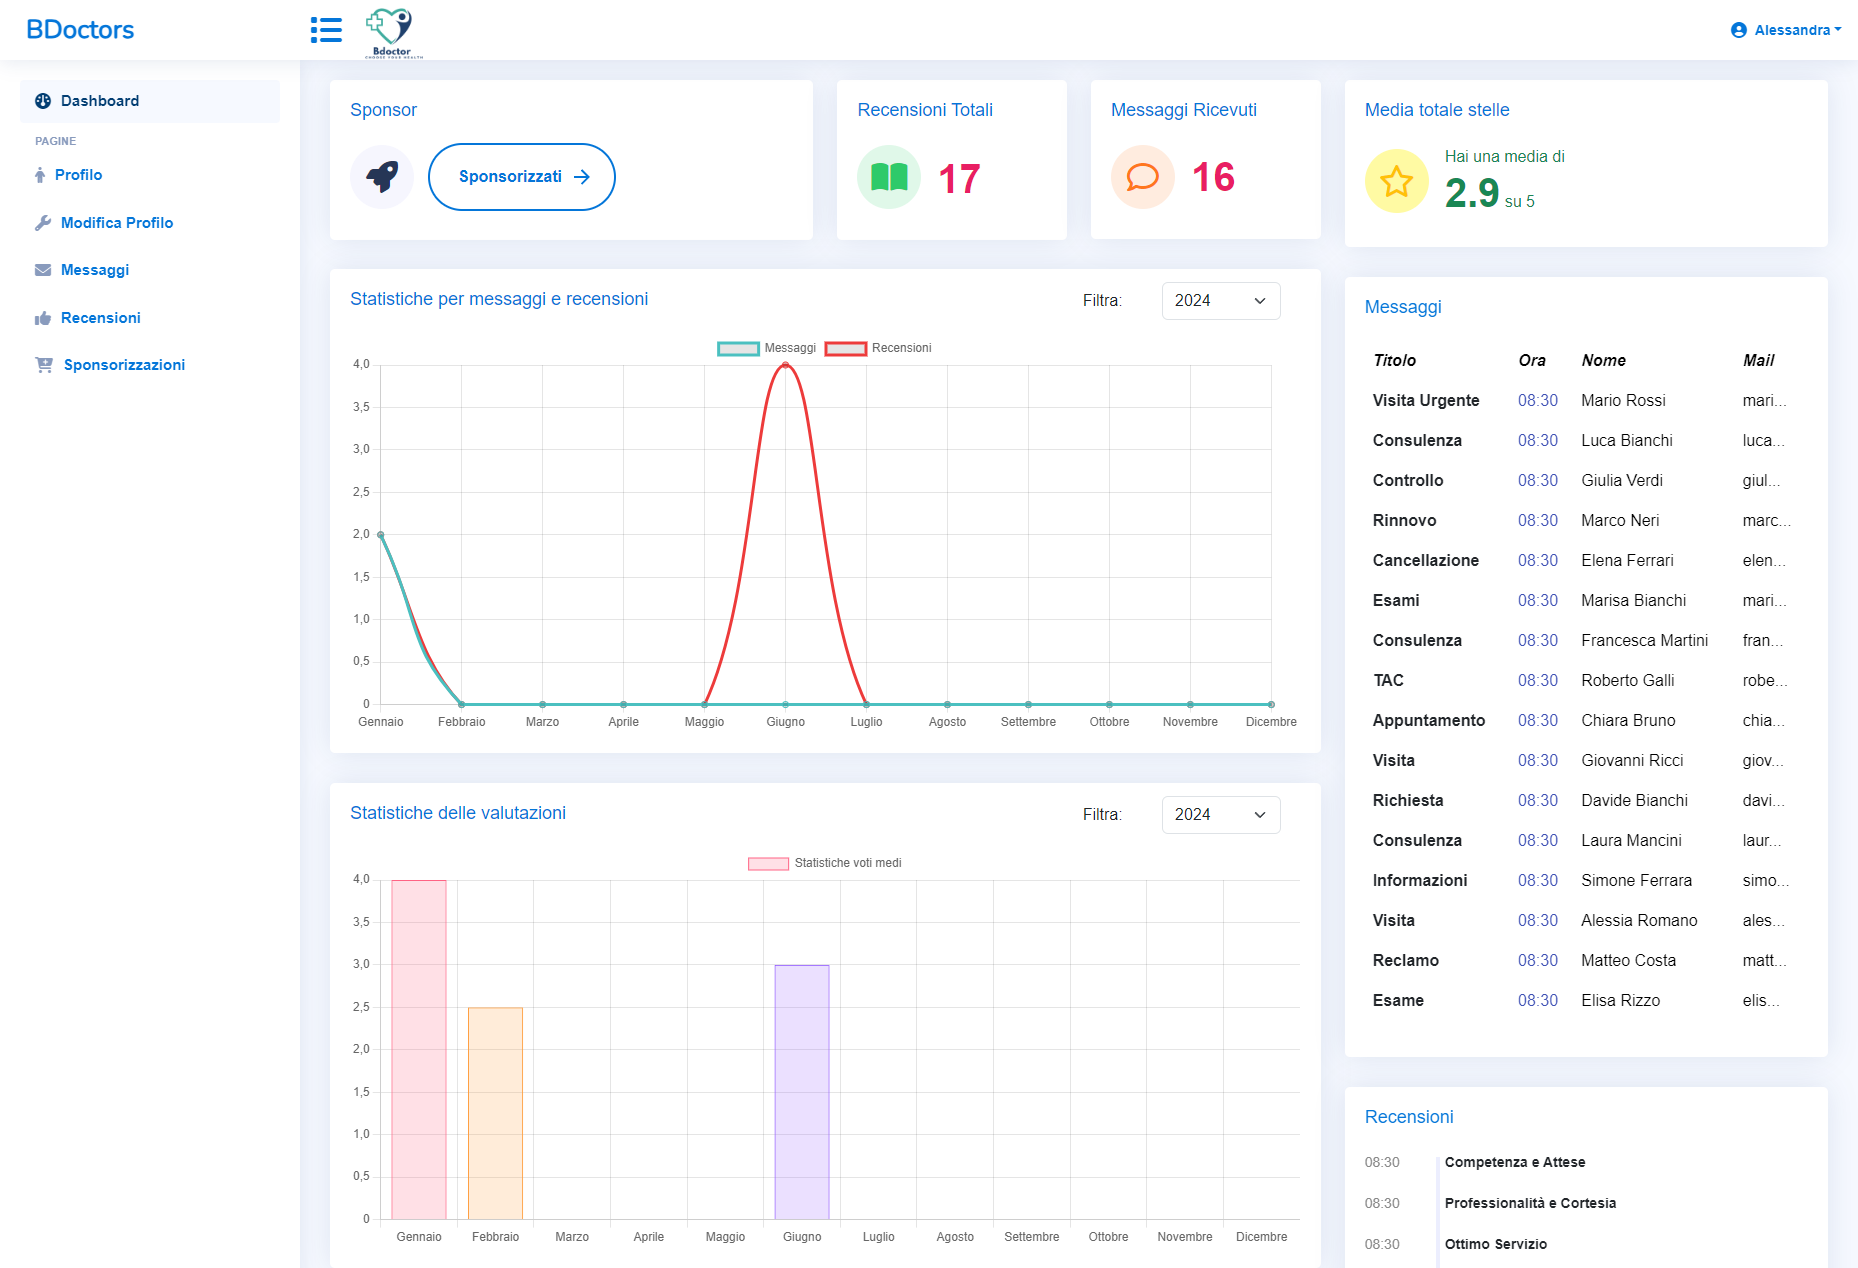 BDoctors
Bdoctor
CHOOSE YOUR HEALTH
Alessandra
Dashboard
PAGINE
Profilo
Modifica Profilo
Messaggi
Recensioni
Sponsorizzazioni
Sponsor
Sponsorizzati
Recensioni Totali
17
Messaggi Ricevuti
16
Media totale stelle
Hai una media di
2.9 su 5
Statistiche per messaggi e recensioni
Filtra:
2024
Messaggi Recensioni
4,0
3,5
3,0
2,5
2,0
1,5
1,0
0,5
0
Gennaio Febbraio Marzo Aprile Maggio Giugno Luglio Agosto Settembre Ottobre Novembre Dicembre
Statistiche delle valutazioni
Filtra:
2024
Statistiche voti medi
4,0
3,5
3,0
2,5
2,0
1,5
1,0
0,5
0
Gennaio Febbraio Marzo Aprile Maggio Giugno Luglio Agosto Settembre Ottobre Novembre Dicembre
Messaggi
Titolo Ora Nome Mail
Visita Urgente 08:30 Mario Rossi mari...
Consulenza 08:30 Luca Bianchi luca...
Controllo 08:30 Giulia Verdi giul...
Rinnovo 08:30 Marco Neri marc...
Cancellazione 08:30 Elena Ferrari elen...
Esami 08:30 Marisa Bianchi mari...
Consulenza 08:30 Francesca Martini fran...
TAC 08:30 Roberto Galli robe...
Appuntamento 08:30 Chiara Bruno chia...
Visita 08:30 Giovanni Ricci giov...
Richiesta 08:30 Davide Bianchi davi...
Consulenza 08:30 Laura Mancini laur...
Informazioni 08:30 Simone Ferrara simo...
Visita 08:30 Alessia Romano ales...
Reclamo 08:30 Matteo Costa matt...
Esame 08:30 Elisa Rizzo elis...
Recensioni
08:30 Competenza e Attese
08:30 Professionalità e Cortesia
08:30 Ottimo Servizio